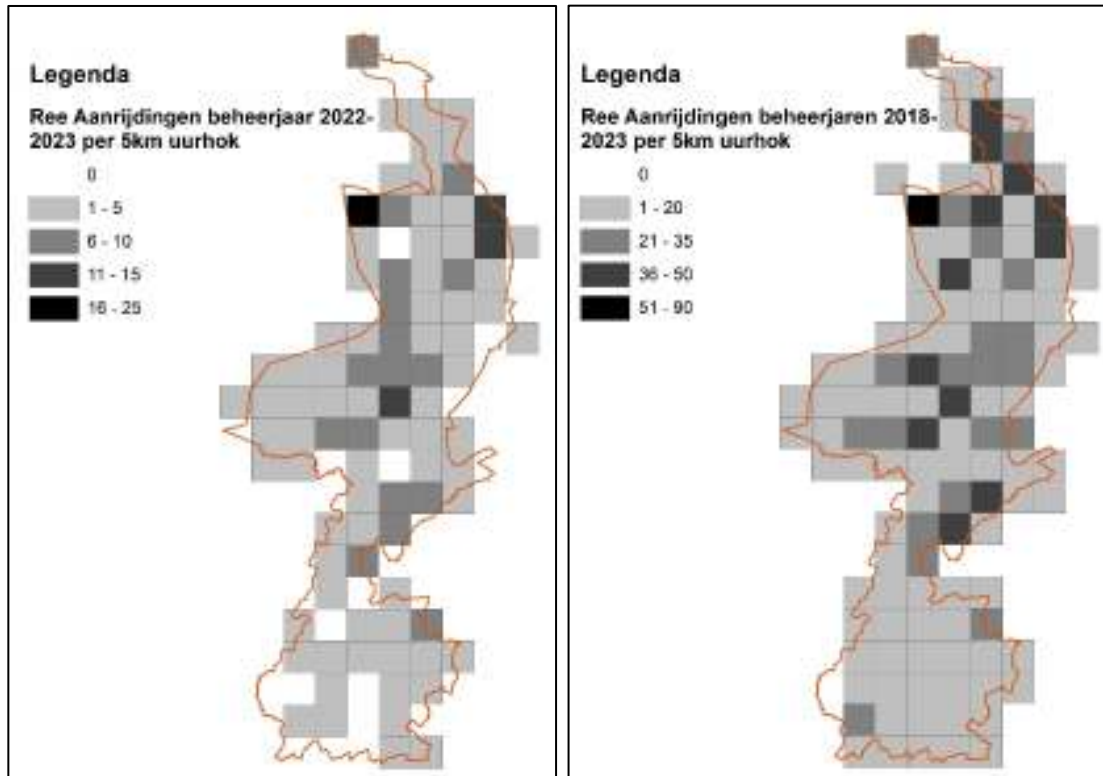 Legenda
Ree Aanrijdingen beheerjaar 2022-
2023 per 5km uurhok
0
1 - 5
6 - 10
11 - 15
16 - 25
Legenda
Ree Aanrijdingen beheerjaren 2018-
2023 per 5km uurhok
0
1 - 20
21 - 35
36 - 50
51 - 90